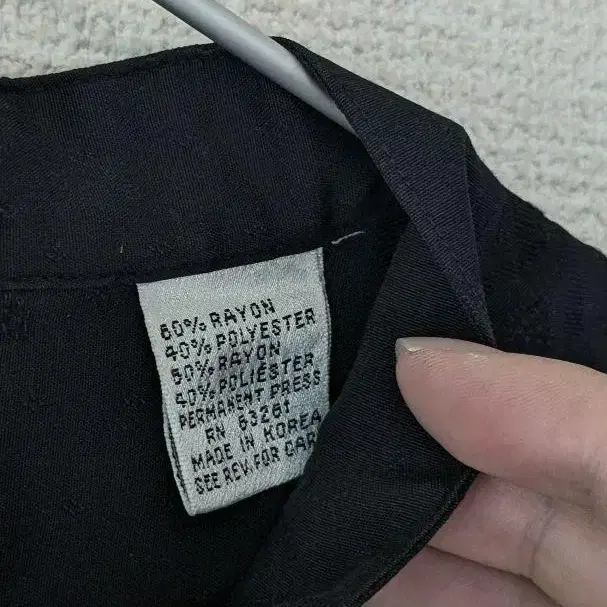 60% RAYON
40% POLYESTER
60% RAYON
40% POLIESTER
PERMANENT PRESS
RN 63261
MADE IN KOREA
SEE REV. FOR CAR